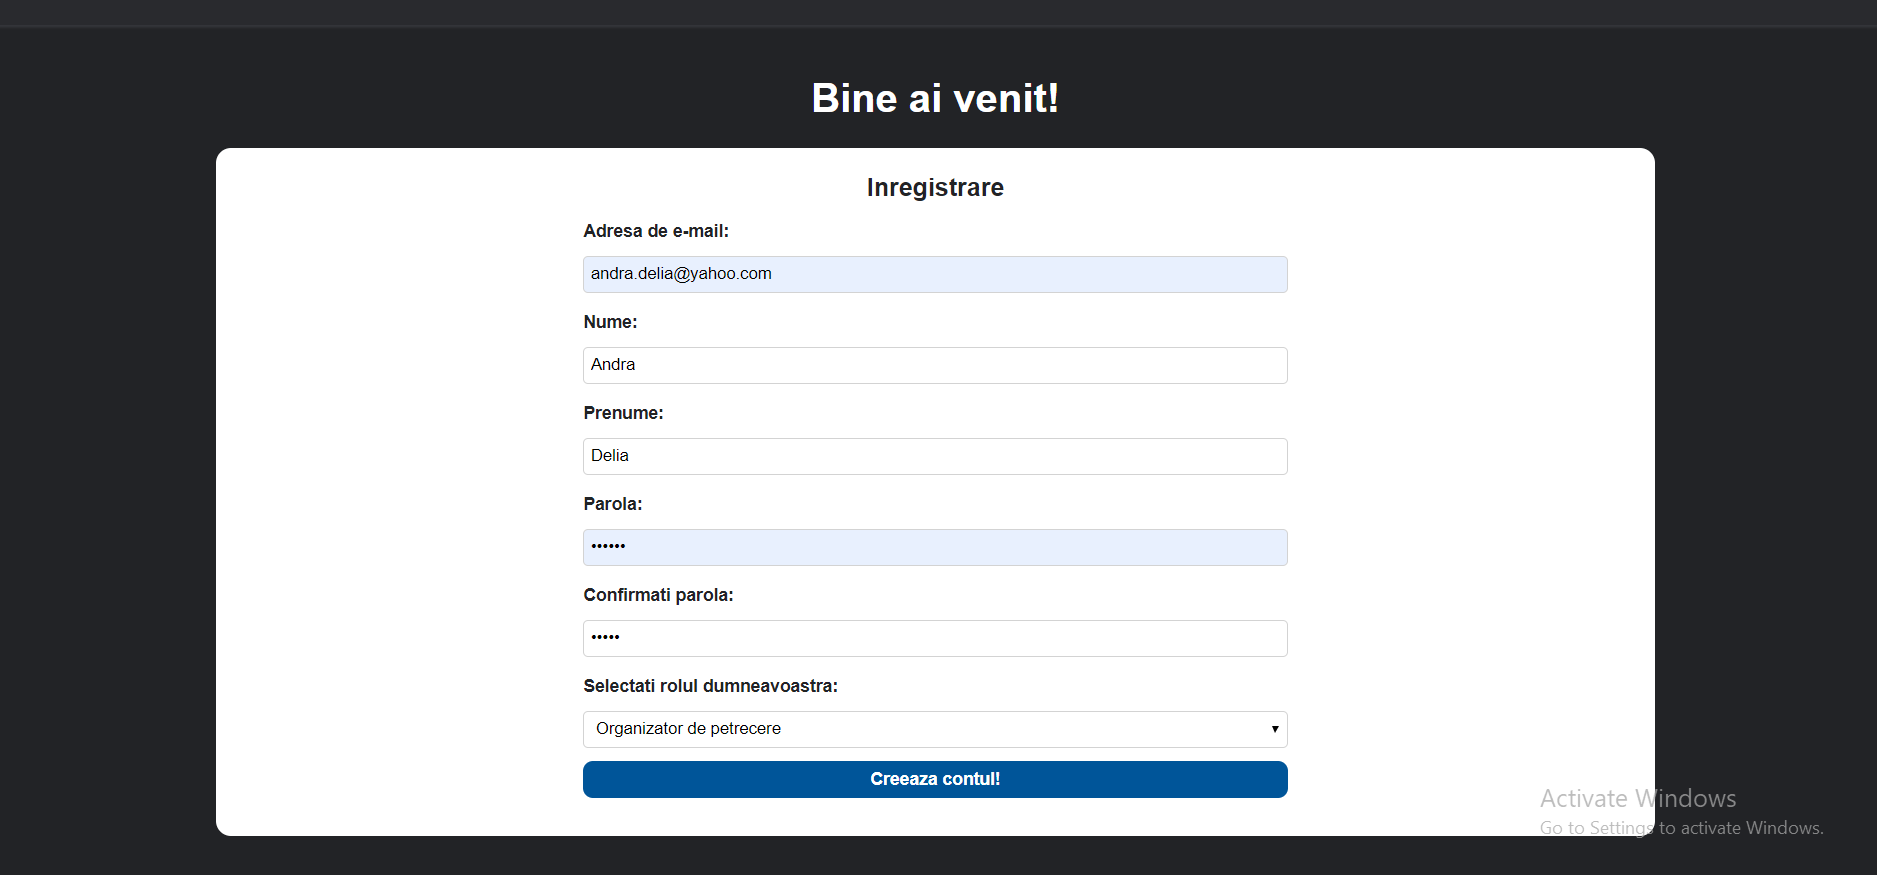 Bine ai venit!
Inregistrare
Adresa de e-mail:
andra.delia@yahoo.com
Nume:
Andra
Prenume:
Delia
Parola:
••••••
Confirmati parola:
•••••
Selectati rolul dumneavoastra:
Organizator de petrecere
Creeaza contul!
Activate Windows
Go to Settings to activate Windows.